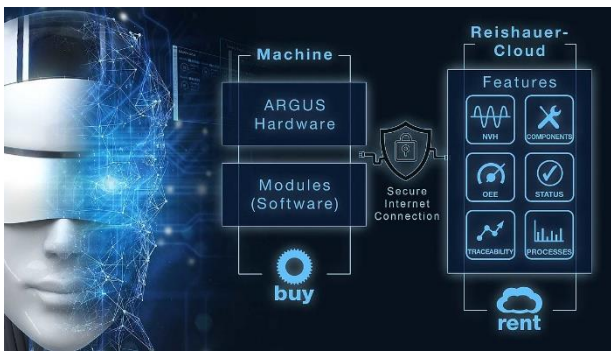 Machine
ARGUS
Hardware
Modules
(Software)
buy
Secure
Internet
Connection
Reishauer-
Cloud
Features
NVH
COMPONENTS
OEE
STATUS
TRACEABILITY
PROCESSES
rent